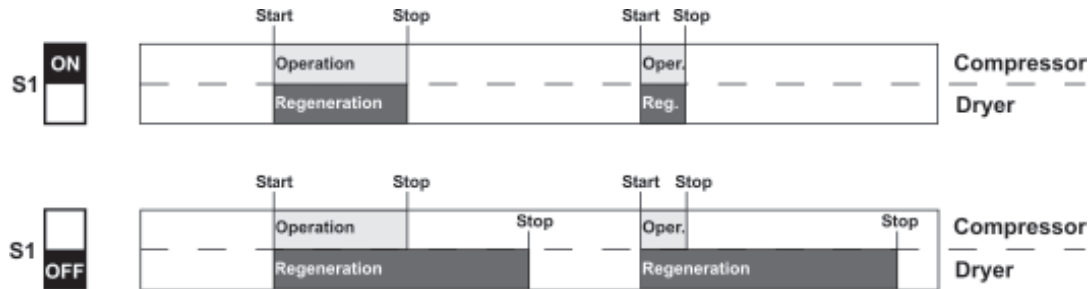 Start Stop Start Stop
S1 ON Operation Oper. Compressor
Regeneration Reg. Dryer
Start Stop Start Stop
Stop Stop
S1 Operation Oper. Compressor
OFF Regeneration Regeneration Dryer